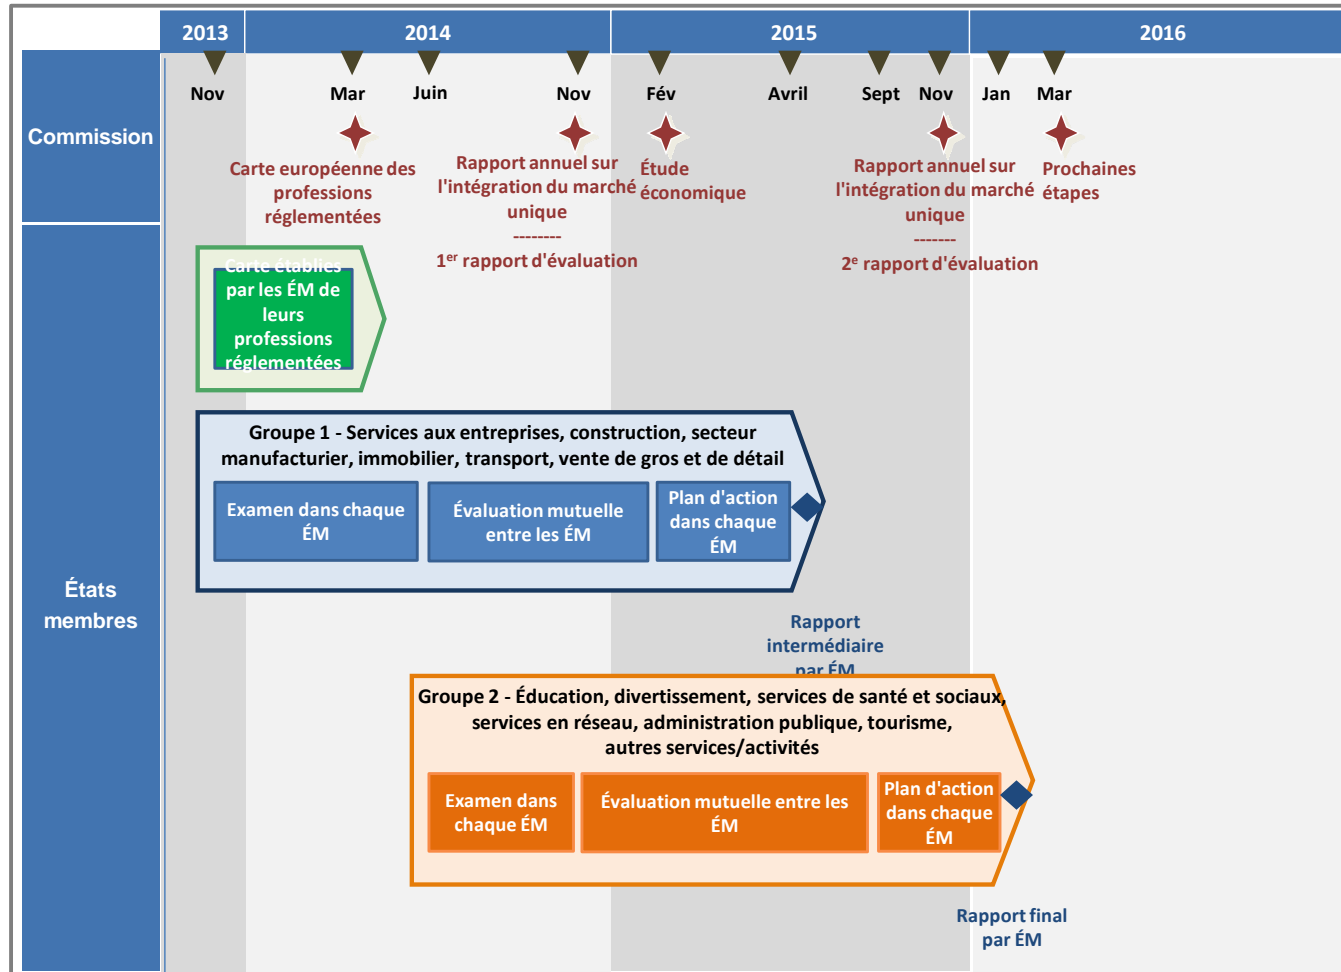 2013
2014
2015
2016
Nov
Mar
Juin
Nov
Fév
Avril
Sept
Nov
Jan
Mar
Commission
Carte européenne des
professions
réglementées
Rapport annuel sur
l'intégration du marché
unique
--------
1er rapport d'évaluation
Étude
économique
Rapport annuel sur
l'intégration du marché
unique
-------
2e rapport d'évaluation
Prochaines
étapes
États
membres
Carte établies
par les ÉM de
leurs
professions
réglementées
Groupe 1 - Services aux entreprises, construction, secteur
manufacturier, immobilier, transport, vente de gros et de détail
Examen dans chaque
ÉM
Évaluation mutuelle
entre les ÉM
Plan d'action
dans chaque
ÉM
Rapport
intermédiaire
par ÉM
Groupe 2 - Éducation, divertissement, services de santé et sociaux,
services en réseau, administration publique, tourisme,
autres services/activités
Examen dans
chaque ÉM
Évaluation mutuelle entre les
ÉM
Plan d'action
dans chaque
ÉM
Rapport final
par ÉM